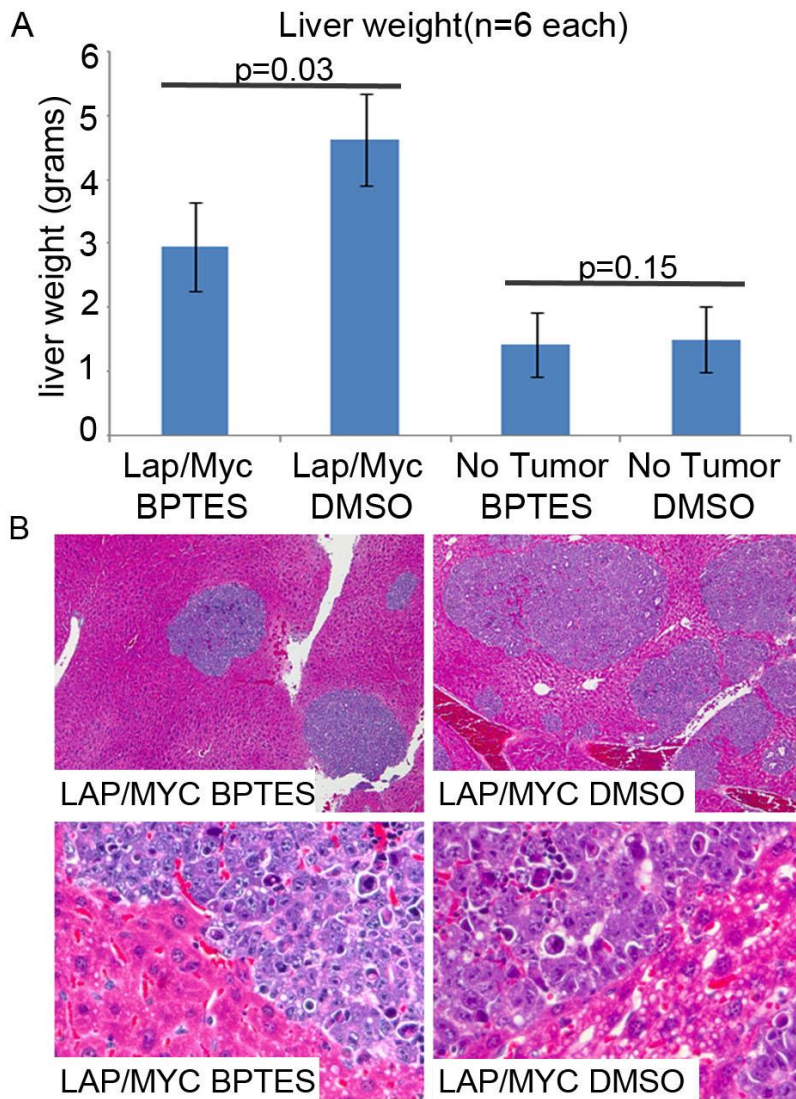 A
Liver weight(n=6 each)
p=0.03
p=0.15
liver weight (grams)
6
5
4
3
2
1
0
Lap/Myc
BPTES
Lap/Myc
DMSO
No Tumor
BPTES
No Tumor
DMSO
B
LAP/MYC BPTES
LAP/MYC DMSO
LAP/MYC BPTES
LAP/MYC DMSO